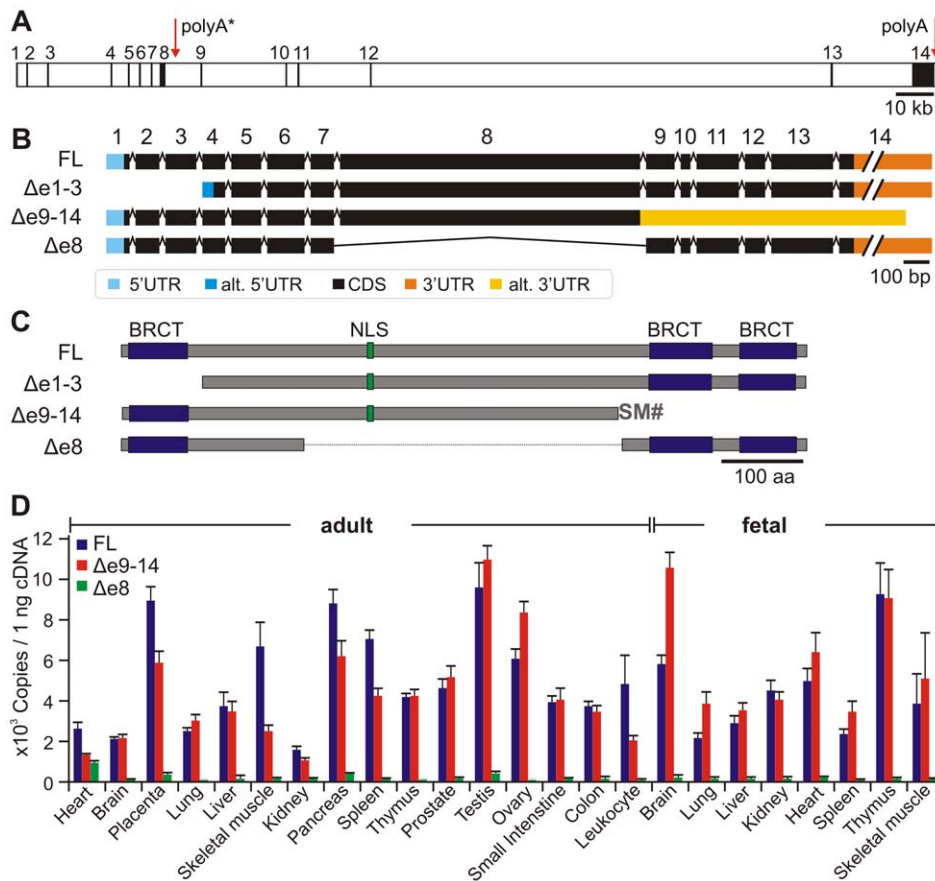 A
polyA*
polyA
1 2 3 4 5 6 7 8 9 10 11 12 13 14
10 kb
B
1 2 3 4 5 6 7 8 9 10 11 12 13 14
FL
Δe1-3
Δe9-14
Δe8
100 bp
5'UTR alt. 5'UTR CDS 3'UTR alt. 3'UTR
C
BRCT NLS BRCT BRCT
FL
Δe1-3
Δe9-14 SM#
Δe8
100 aa
D
adult fetal
x10³ Copies / 1 ng cDNA
12
10
8
6
4
2
0
FL
Δe9-14
Δe8
Heart
Brain
Placenta
Lung
Liver
Skeletal muscle
Kidney
Pancreas
Spleen
Thymus
Prostate
Testis
Ovary
Small Intenstine
Colon
Leukocyte
Brain
Lung
Liver
Kidney
Heart
Spleen
Thymus
Skeletal muscle